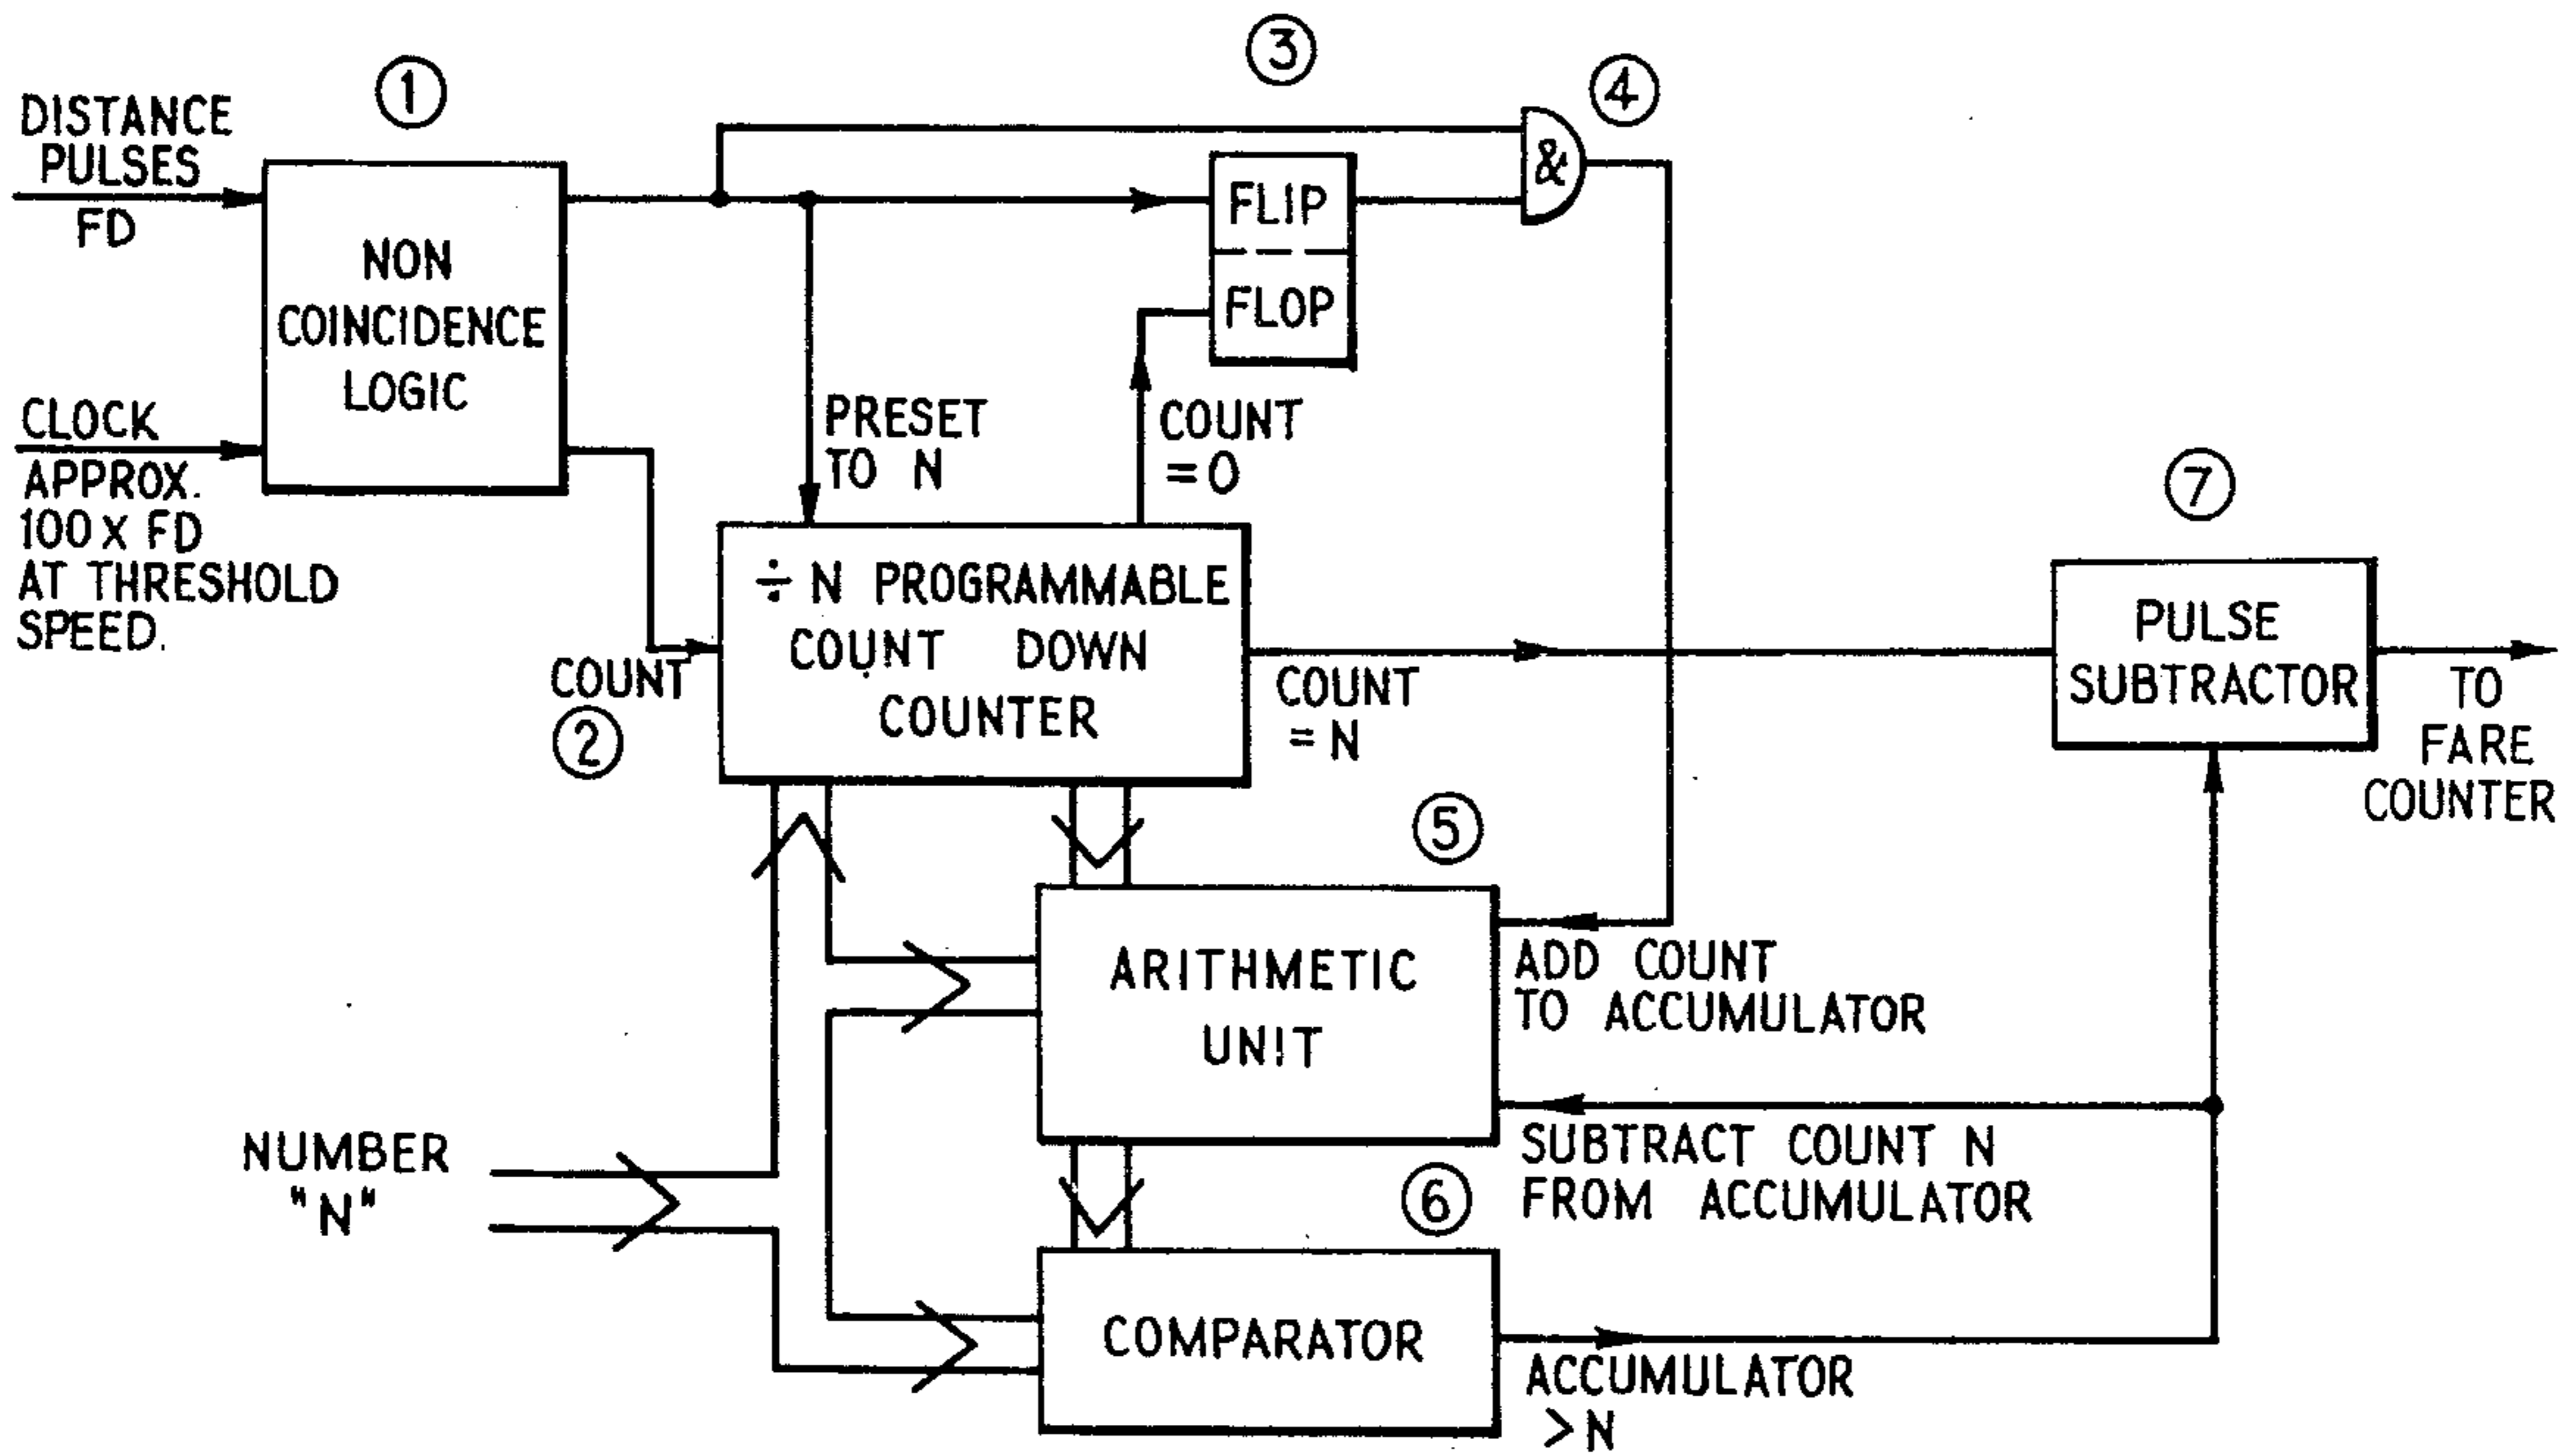 ①
③
④
DISTANCE
PULSES
FD
NON
COINCIDENCE
LOGIC
CLOCK
APPROX.
100 x FD
AT THRESHOLD
SPEED.
FLIP
FLOP
&
PRESET
TO N
COUNT
= 0
COUNT
②
÷ N PROGRAMMABLE
COUNT DOWN
COUNTER
COUNT
= N
⑦
PULSE
SUBTRACTOR
TO
FARE
COUNTER
⑤
ARITHMETIC
UNIT
ADD COUNT
TO ACCUMULATOR
SUBTRACT COUNT N
FROM ACCUMULATOR
NUMBER
"N"
⑥
COMPARATOR
ACCUMULATOR
> N